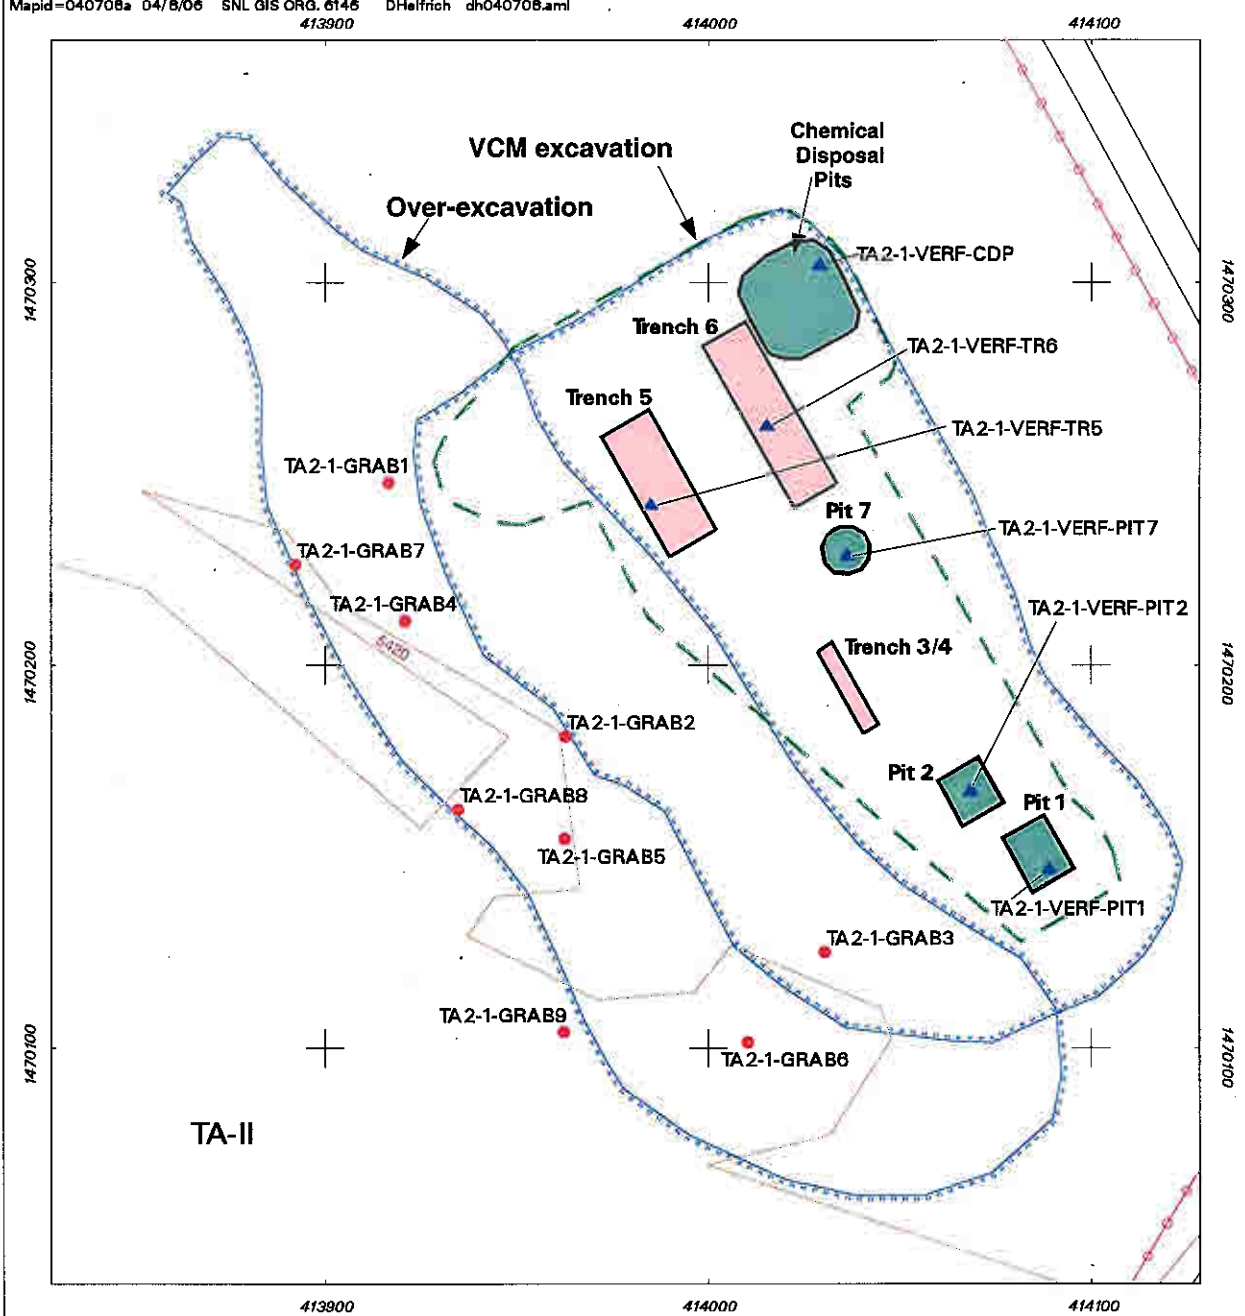 Mapid=040708a 04/8/06 SNL GIS ORG. 6146 DHelfrich dh040708.aml
413900
414000
414100
Chemical
Disposal
Pits
VCM excavation
Over-excavation
TA2-1-VERF-CDP
1470300
1470300
Trench 6
TA2-1-VERF-TR6
Trench 5
TA2-1-VERF-TR5
TA2-1-GRAB1
Pit 7
TA2-1-VERF-PIT7
TA2-1-GRAB7
TA2-1-GRAB4
TA2-1-VERF-PIT2
5420
Trench 3/4
1470200
1470200
TA2-1-GRAB2
Pit 2
TA2-1-GRAB8
Pit 1
TA2-1-GRAB5
TA2-1-VERF-PIT1
TA2-1-GRAB3
TA2-1-GRAB9
TA2-1-GRAB6
1470100
1470100
TA-II
413900
414000
414100